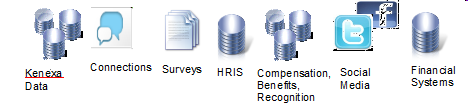 Kenexa
Data
Connections
Surveys
HRIS
Compensation,
Benefits,
Recognition
Social
Media
Financial
Systems